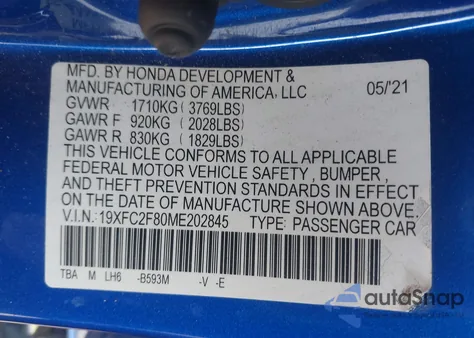 MFD. BY HONDA DEVELOPMENT &
MANUFACTURING OF AMERICA, LLC 05/'21
GVWR 1710KG (3769LBS)
GAWR F 920KG (2028LBS)
GAWR R 830KG (1829LBS)
THIS VEHICLE CONFORMS TO ALL APPLICABLE
FEDERAL MOTOR VEHICLE SAFETY, BUMPER,
AND THEFT PREVENTION STANDARDS IN EFFECT
ON THE DATE OF MANUFACTURE SHOWN ABOVE.
V.I.N.: 19XFC2F80ME202845 TYPE: PASSENGER CAR
TBA M LH6 -B593M -V -E
autoSnap